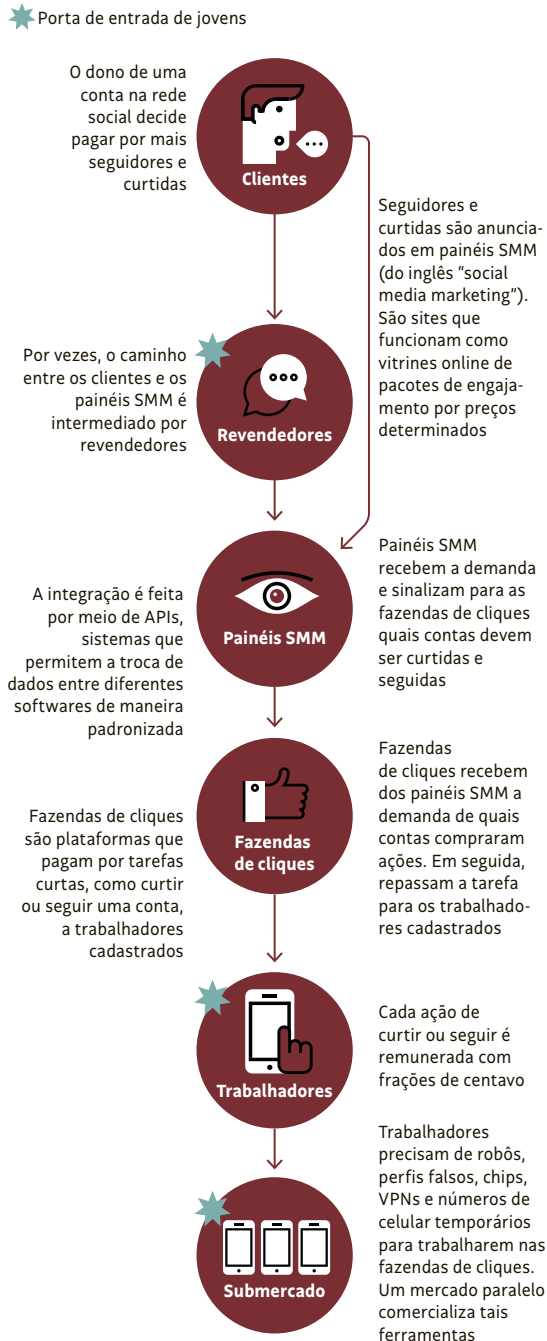 Porta de entrada de jovens
O dono de uma
conta na rede
social decide
pagar por mais
seguidores e
curtidas
Clientes
Seguidores e
curtidas são anuncia-
dos em painéis SMM
(do inglês "social
media marketing").
São sites que
funcionam como
vitrines online de
pacotes de engaja-
mento por preços
determinados
Por vezes, o caminho
entre os clientes e os
painéis SMM é
intermediado por
revendedores
Revendedores
A integração é feita
por meio de APIs,
sistemas que
permitem a troca de
dados entre diferentes
softwares de maneira
padronizada
Painéis SMM
Painéis SMM
recebem a demanda
e sinalizam para as
fazendas de cliques
quais contas devem
ser curtidas e
seguidas
Fazendas de cliques
são plataformas que
pagam por tarefas
curtas, como curtir
ou seguir uma conta,
a trabalhadores
cadastrados
Fazendas
de cliques
Fazendas
de cliques recebem
dos painéis SMM a
demanda de quais
contas compraram
ações. Em seguida,
repassam a tarefa
para os trabalhado-
res cadastrados
Trabalhadores
Cada ação de
curtir ou seguir é
remunerada com
frações de centavo
Submercado
Trabalhadores
precisam de robôs,
perfis falsos, chips,
VPNs e números de
celular temporários
para trabalharem nas
fazendas de cliques.
Um mercado paralelo
comercializa tais
ferramentas